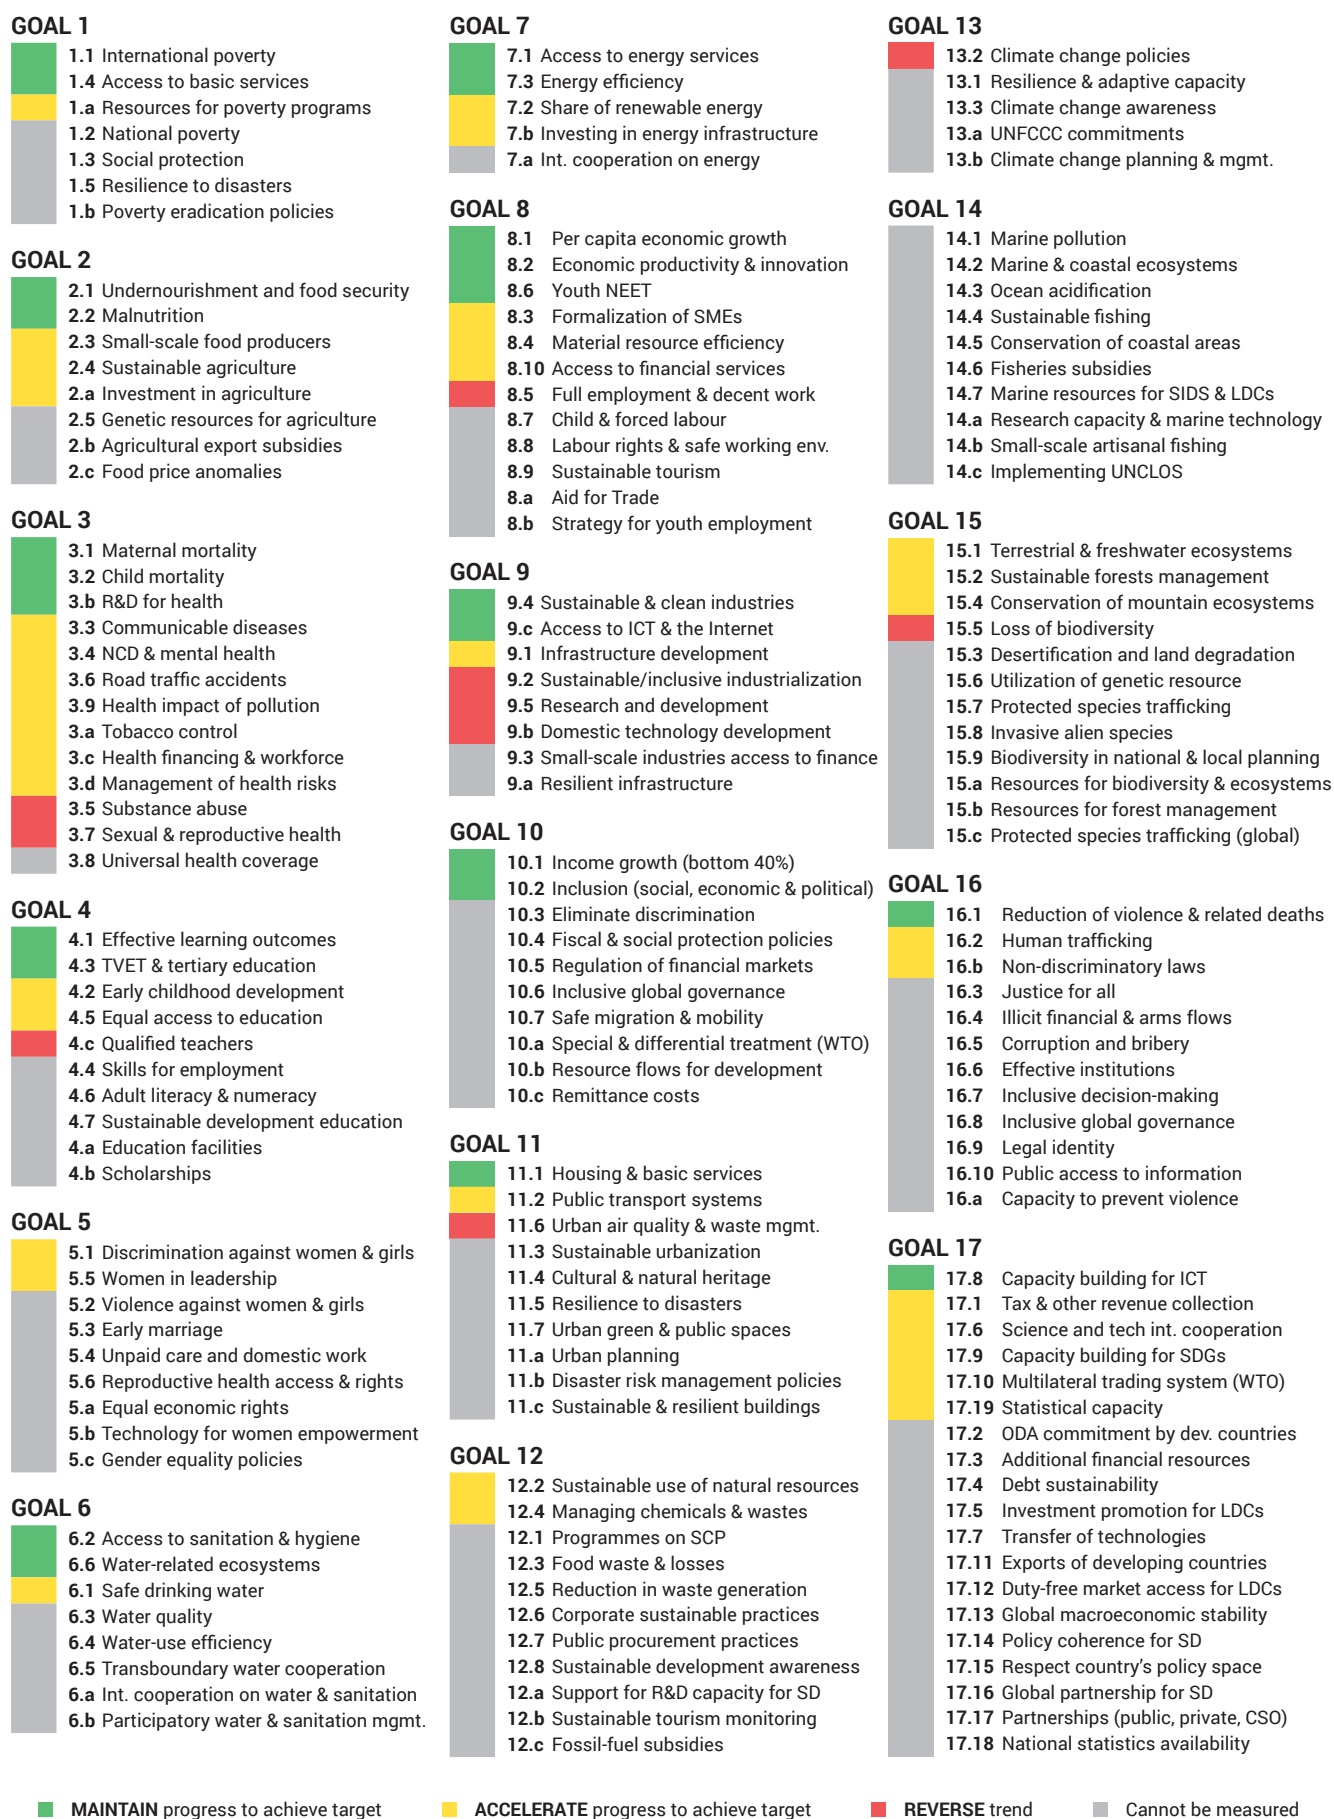 GOAL 1
1.1 International poverty
1.4 Access to basic services
1.a Resources for poverty programs
1.2 National poverty
1.3 Social protection
1.5 Resilience to disasters
1.b Poverty eradication policies
GOAL 2
2.1 Undernourishment and food security
2.2 Malnutrition
2.3 Small-scale food producers
2.4 Sustainable agriculture
2.a Investment in agriculture
2.5 Genetic resources for agriculture
2.b Agricultural export subsidies
2.c Food price anomalies
GOAL 3
3.1 Maternal mortality
3.2 Child mortality
3.b R&D for health
3.3 Communicable diseases
3.4 NCD & mental health
3.6 Road traffic accidents
3.9 Health impact of pollution
3.a Tobacco control
3.c Health financing & workforce
3.d Management of health risks
3.5 Substance abuse
3.7 Sexual & reproductive health
3.8 Universal health coverage
GOAL 4
4.1 Effective learning outcomes
4.3 TVET & tertiary education
4.2 Early childhood development
4.5 Equal access to education
4.c Qualified teachers
4.4 Skills for employment
4.6 Adult literacy & numeracy
4.7 Sustainable development education
4.a Education facilities
4.b Scholarships
GOAL 5
5.1 Discrimination against women & girls
5.5 Women in leadership
5.2 Violence against women & girls
5.3 Early marriage
5.4 Unpaid care and domestic work
5.6 Reproductive health access & rights
5.a Equal economic rights
5.b Technology for women empowerment
5.c Gender equality policies
GOAL 6
6.2 Access to sanitation & hygiene
6.6 Water-related ecosystems
6.1 Safe drinking water
6.3 Water quality
6.4 Water-use efficiency
6.5 Transboundary water cooperation
6.a Int. cooperation on water & sanitation
6.b Participatory water & sanitation mgmt.
GOAL 7
7.1 Access to energy services
7.3 Energy efficiency
7.2 Share of renewable energy
7.b Investing in energy infrastructure
7.a Int. cooperation on energy
GOAL 8
8.1 Per capita economic growth
8.2 Economic productivity & innovation
8.6 Youth NEET
8.3 Formalization of SMEs
8.4 Material resource efficiency
8.10 Access to financial services
8.5 Full employment & decent work
8.7 Child & forced labour
8.8 Labour rights & safe working env.
8.9 Sustainable tourism
8.a Aid for Trade
8.b Strategy for youth employment
GOAL 9
9.4 Sustainable & clean industries
9.c Access to ICT & the Internet
9.1 Infrastructure development
9.2 Sustainable/inclusive industrialization
9.5 Research and development
9.b Domestic technology development
9.3 Small-scale industries access to finance
9.a Resilient infrastructure
GOAL 10
10.1 Income growth (bottom 40%)
10.2 Inclusion (social, economic & political)
10.3 Eliminate discrimination
10.4 Fiscal & social protection policies
10.5 Regulation of financial markets
10.6 Inclusive global governance
10.7 Safe migration & mobility
10.a Special & differential treatment (WTO)
10.b Resource flows for development
10.c Remittance costs
GOAL 11
11.1 Housing & basic services
11.2 Public transport systems
11.6 Urban air quality & waste mgmt.
11.3 Sustainable urbanization
11.4 Cultural & natural heritage
11.5 Resilience to disasters
11.7 Urban green & public spaces
11.a Urban planning
11.b Disaster risk management policies
11.c Sustainable & resilient buildings
GOAL 12
12.2 Sustainable use of natural resources
12.4 Managing chemicals & wastes
12.1 Programmes on SCP
12.3 Food waste & losses
12.5 Reduction in waste generation
12.6 Corporate sustainable practices
12.7 Public procurement practices
12.8 Sustainable development awareness
12.a Support for R&D capacity for SD
12.b Sustainable tourism monitoring
12.c Fossil-fuel subsidies
GOAL 13
13.2 Climate change policies
13.1 Resilience & adaptive capacity
13.3 Climate change awareness
13.a UNFCCC commitments
13.b Climate change planning & mgmt.
GOAL 14
14.1 Marine pollution
14.2 Marine & coastal ecosystems
14.3 Ocean acidification
14.4 Sustainable fishing
14.5 Conservation of coastal areas
14.6 Fisheries subsidies
14.7 Marine resources for SIDS & LDCs
14.a Research capacity & marine technology
14.b Small-scale artisanal fishing
14.c Implementing UNCLOS
GOAL 15
15.1 Terrestrial & freshwater ecosystems
15.2 Sustainable forests management
15.4 Conservation of mountain ecosystems
15.5 Loss of biodiversity
15.3 Desertification and land degradation
15.6 Utilization of genetic resource
15.7 Protected species trafficking
15.8 Invasive alien species
15.9 Biodiversity in national & local planning
15.a Resources for biodiversity & ecosystems
15.b Resources for forest management
15.c Protected species trafficking (global)
GOAL 16
16.1 Reduction of violence & related deaths
16.2 Human trafficking
16.b Non-discriminatory laws
16.3 Justice for all
16.4 Illicit financial & arms flows
16.5 Corruption and bribery
16.6 Effective institutions
16.7 Inclusive decision-making
16.8 Inclusive global governance
16.9 Legal identity
16.10 Public access to information
16.a Capacity to prevent violence
GOAL 17
17.8 Capacity building for ICT
17.1 Tax & other revenue collection
17.6 Science and tech int. cooperation
17.9 Capacity building for SDGs
17.10 Multilateral trading system (WTO)
17.19 Statistical capacity
17.2 ODA commitment by dev. countries
17.3 Additional financial resources
17.4 Debt sustainability
17.5 Investment promotion for LDCs
17.7 Transfer of technologies
17.11 Exports of developing countries
17.12 Duty-free market access for LDCs
17.13 Global macroeconomic stability
17.14 Policy coherence for SD
17.15 Respect country's policy space
17.16 Global partnership for SD
17.17 Partnerships (public, private, CSO)
17.18 National statistics availability
MAINTAIN progress to achieve target
ACCELERATE progress to achieve target
REVERSE trend
Cannot be measured